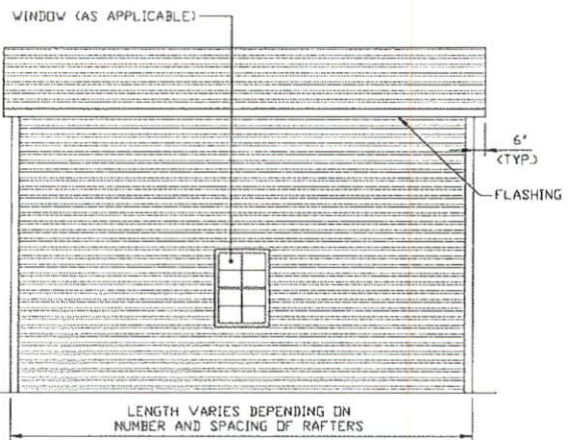 WINDOW (AS APPLICABLE)
6"
(TYP.)
FLASHING
LENGTH VARIES DEPENDING ON
NUMBER AND SPACING OF RAFTERS